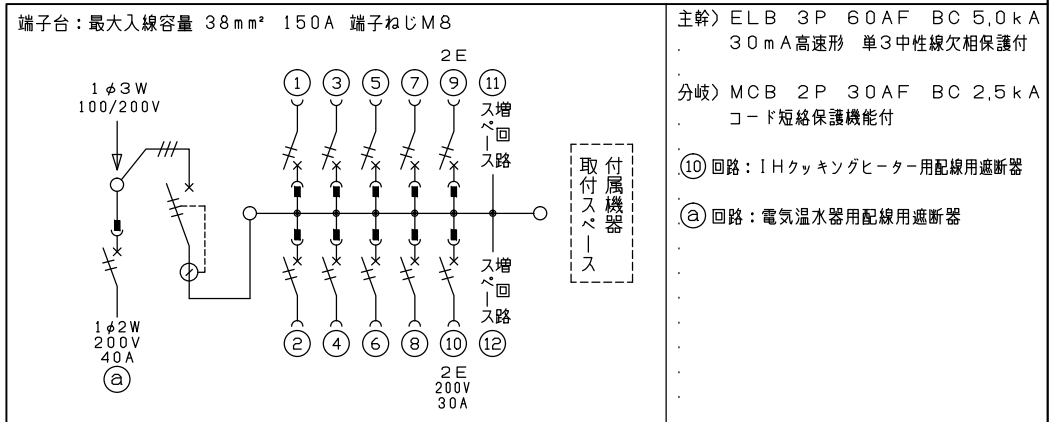 端子台：最大入線容量 38mm² 150A 端子ねじM8
1φ3W
100/200V
2E
① ③ ⑤ ⑦ ⑨ ⑪
増回路
スペース
付属機器
取付スペース
増回路
スペース
② ④ ⑥ ⑧ ⑩ ⑫
2E
200V
30A
1φ2W
200V
40A
ⓐ
主幹）ELB 3P 60AF BC 5,0kA
30mA高速形 単3中性線欠相保護付
分岐）MCB 2P 30AF BC 2,5kA
コード短絡保護機能付
⑩回路：IHクッキングヒーター用配線用遮断器
ⓐ回路：電気温水器用配線用遮断器